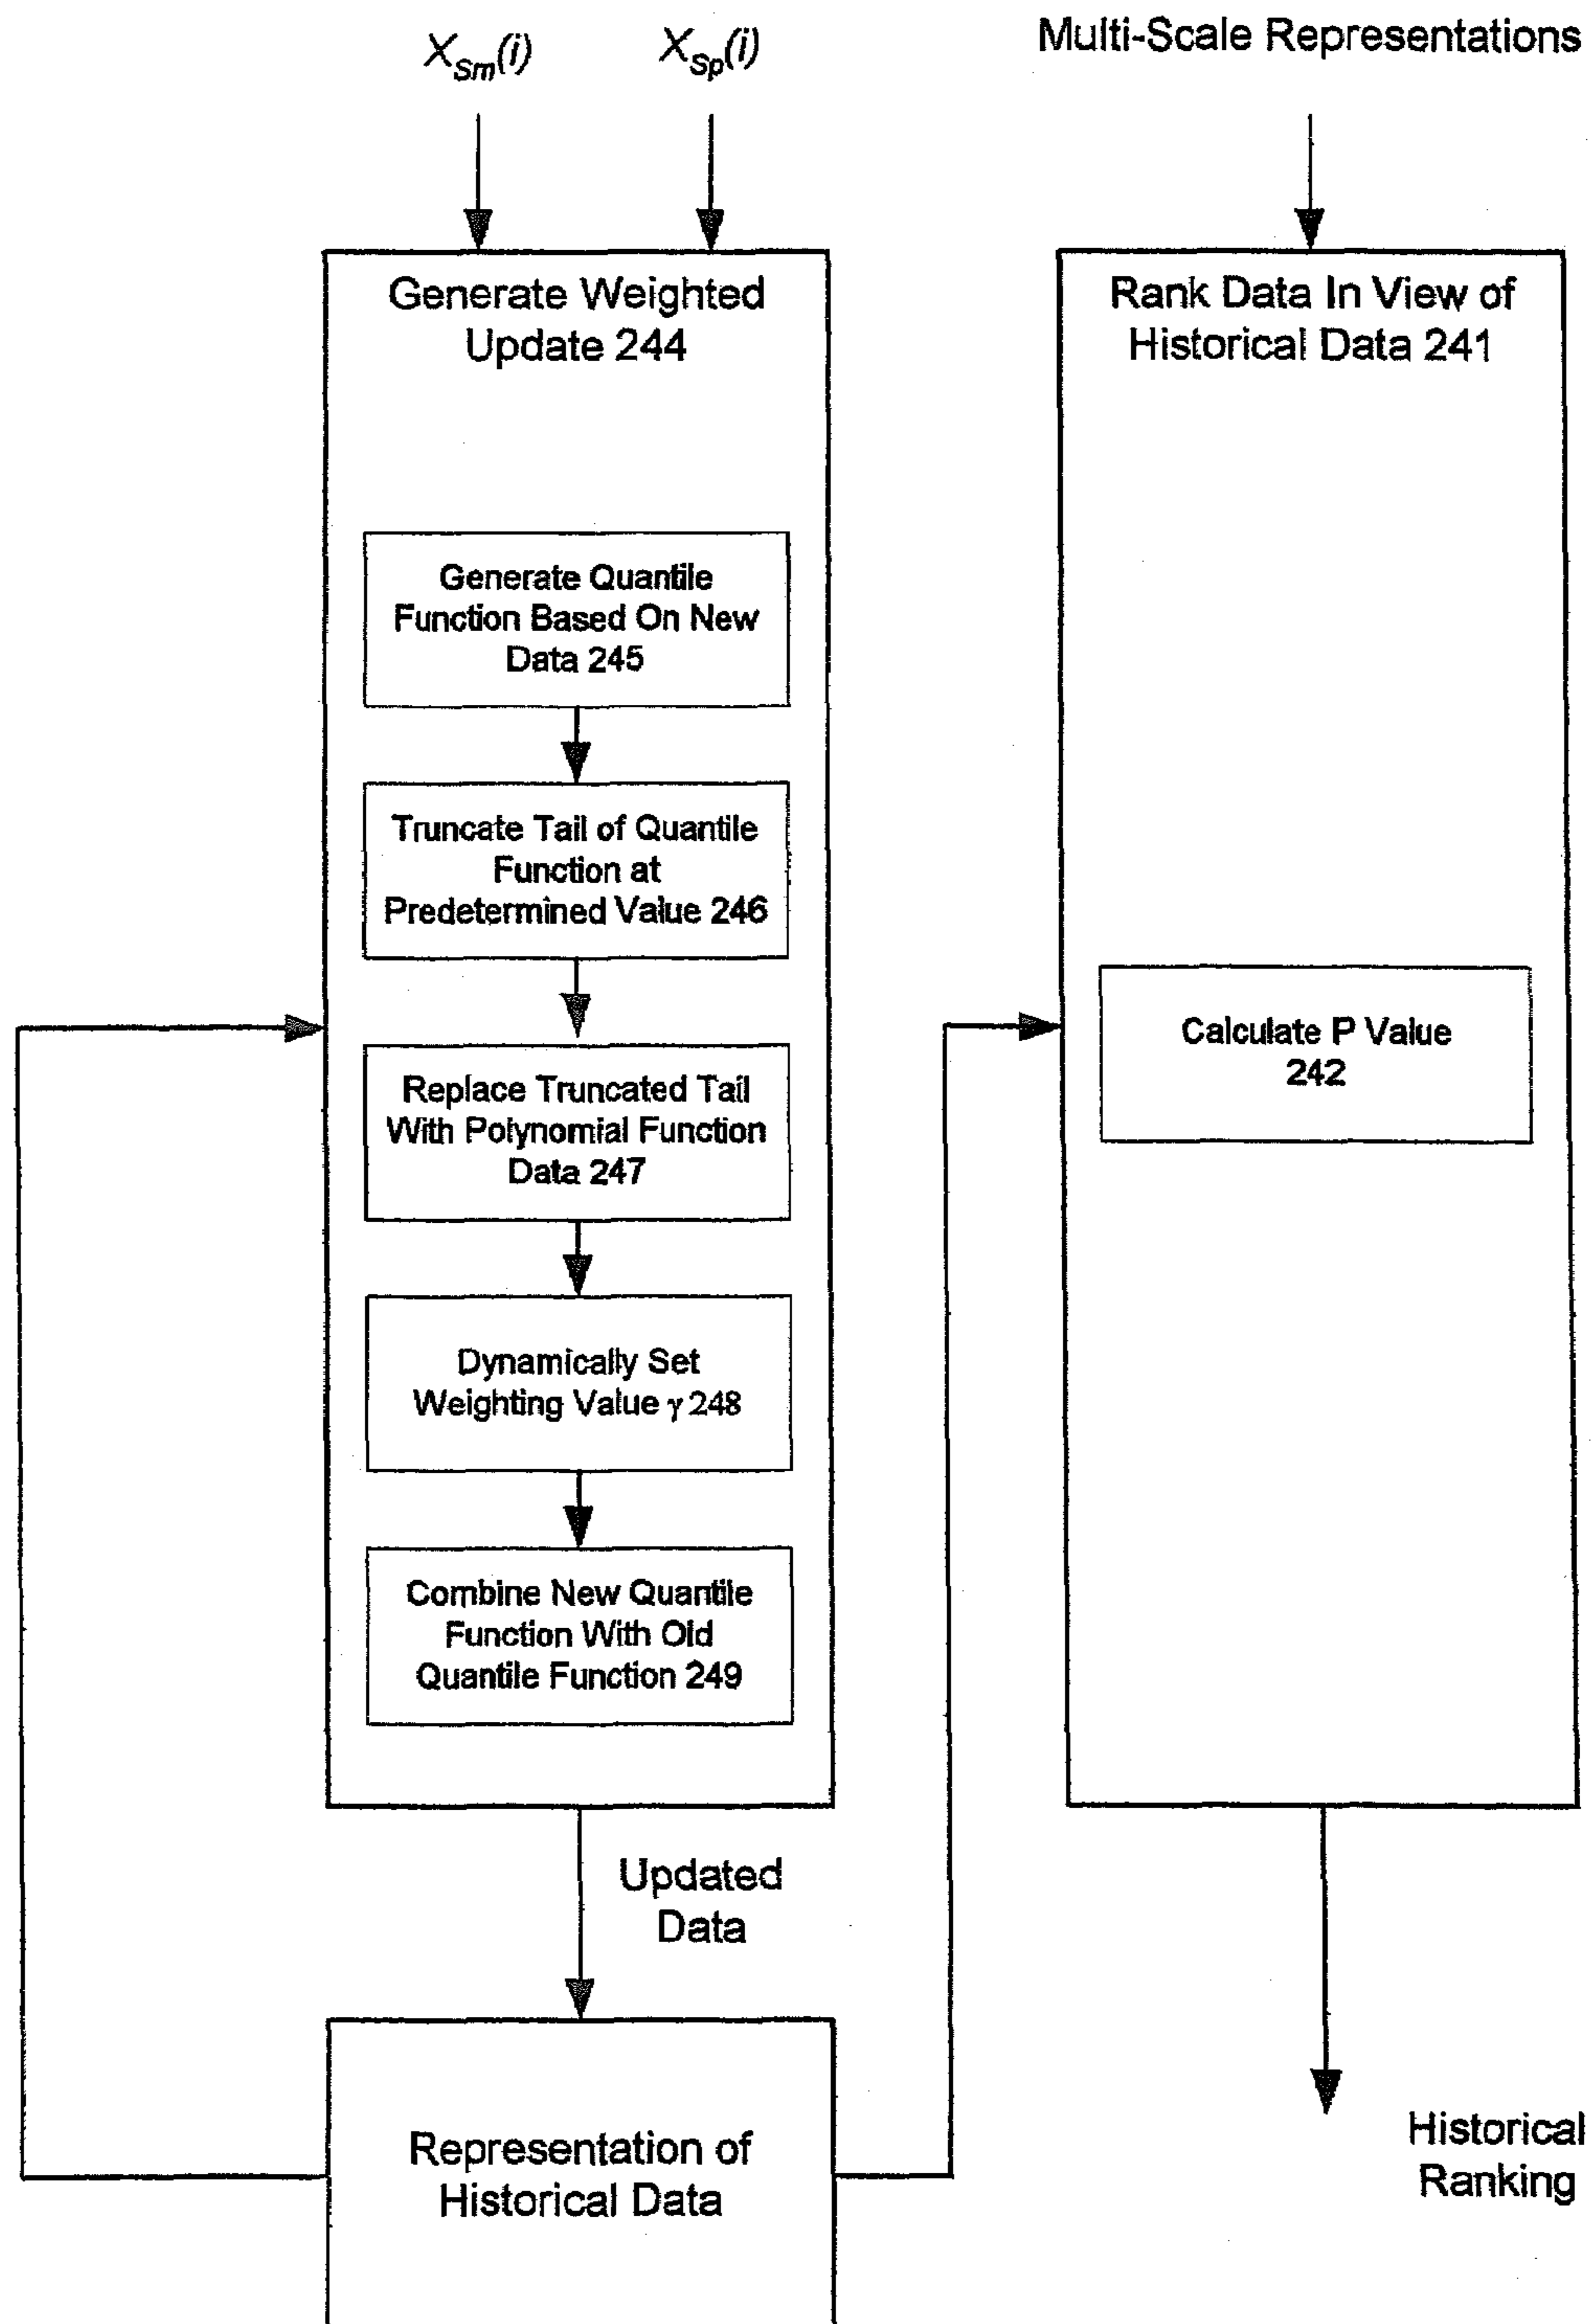 X_Sm(i) X_Sp(i) Multi-Scale Representations
Generate Weighted
Update 244
Generate Quantile
Function Based On New
Data 245
Truncate Tail of Quantile
Function at
Predetermined Value 246
Replace Truncated Tail
With Polynomial Function
Data 247
Dynamically Set
Weighting Value γ 248
Combine New Quantile
Function With Old
Quantile Function 249
Updated
Data
Representation of
Historical Data
Rank Data In View of
Historical Data 241
Calculate P Value
242
Historical
Ranking